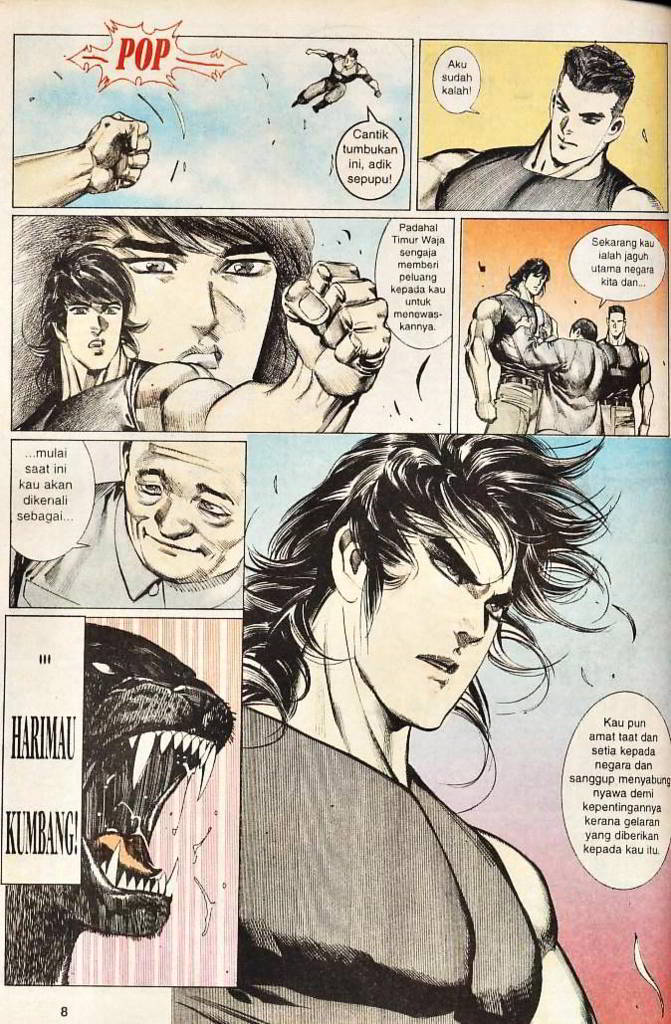 POP
Cantik
tumbukan
ini, adik
sepupu!
Aku
sudah
kalah!
Padahal
Timur Waja
sengaja
memberi
peluang
kepada kau
untuk
menewas-
kannya.
Sekarang kau
ialah jaguh
utama negara
kita dan...
...mulai
saat ini
kau akan
dikenali
sebagai...
...
HARIMAU
KUMBANG!
Kau pun
amat taat dan
setia kepada
negara dan
sanggup menyabung
nyawa demi
kepentingannya
kerana gelaran
yang diberikan
kepada kau itu.
8